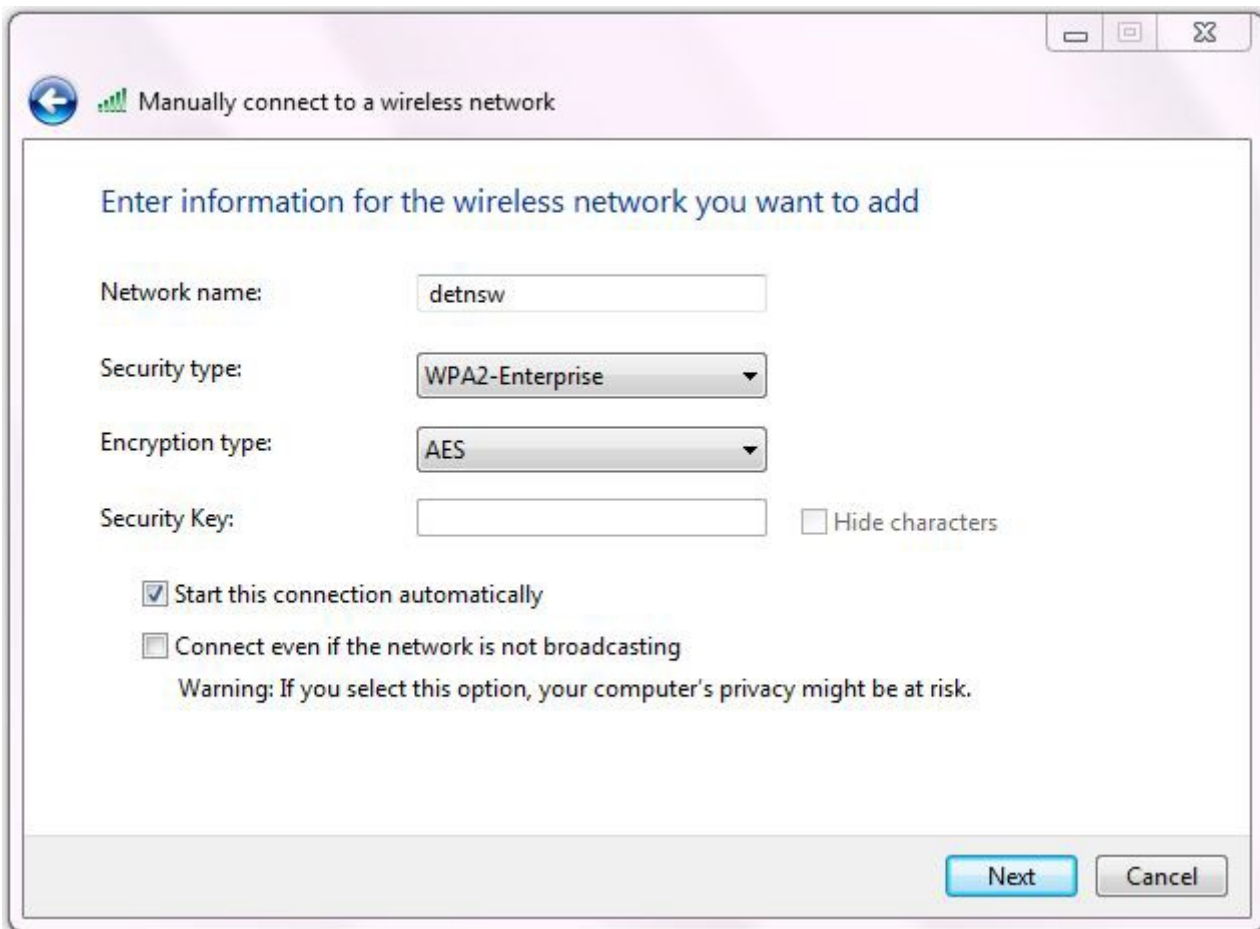 Manually connect to a wireless network
Enter information for the wireless network you want to add
Network name: detnsw
Security type: WPA2-Enterprise
Encryption type: AES
Security Key: Hide characters
Start this connection automatically
Connect even if the network is not broadcasting
Warning: If you select this option, your computer's privacy might be at risk.
Next Cancel